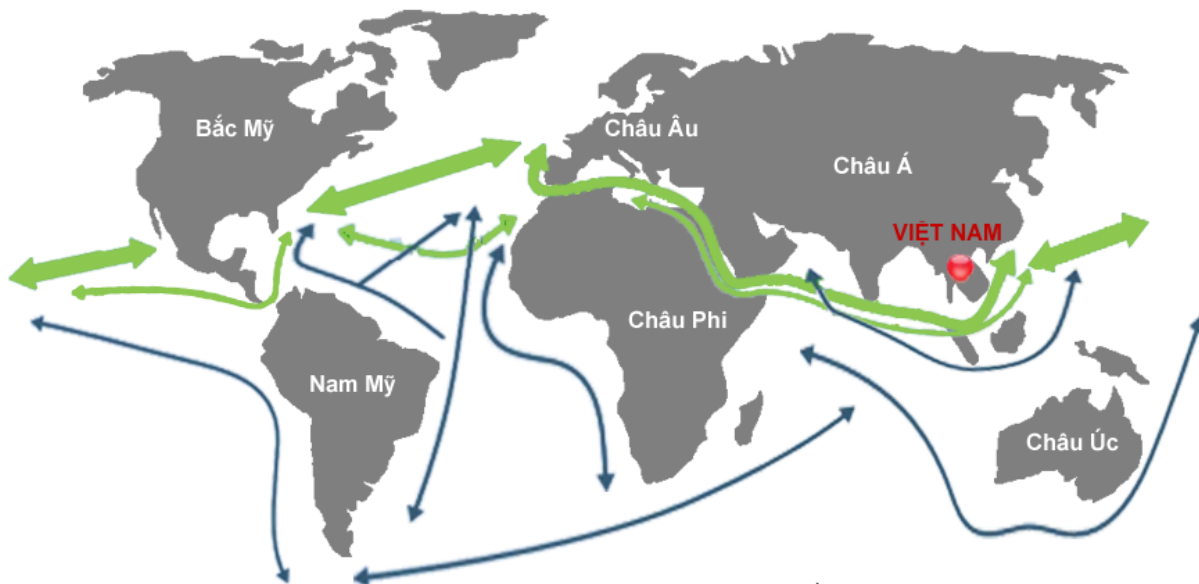 Bắc Mỹ
Châu Âu
Châu Á
VIỆT NAM
Châu Phi
Nam Mỹ
Châu Úc